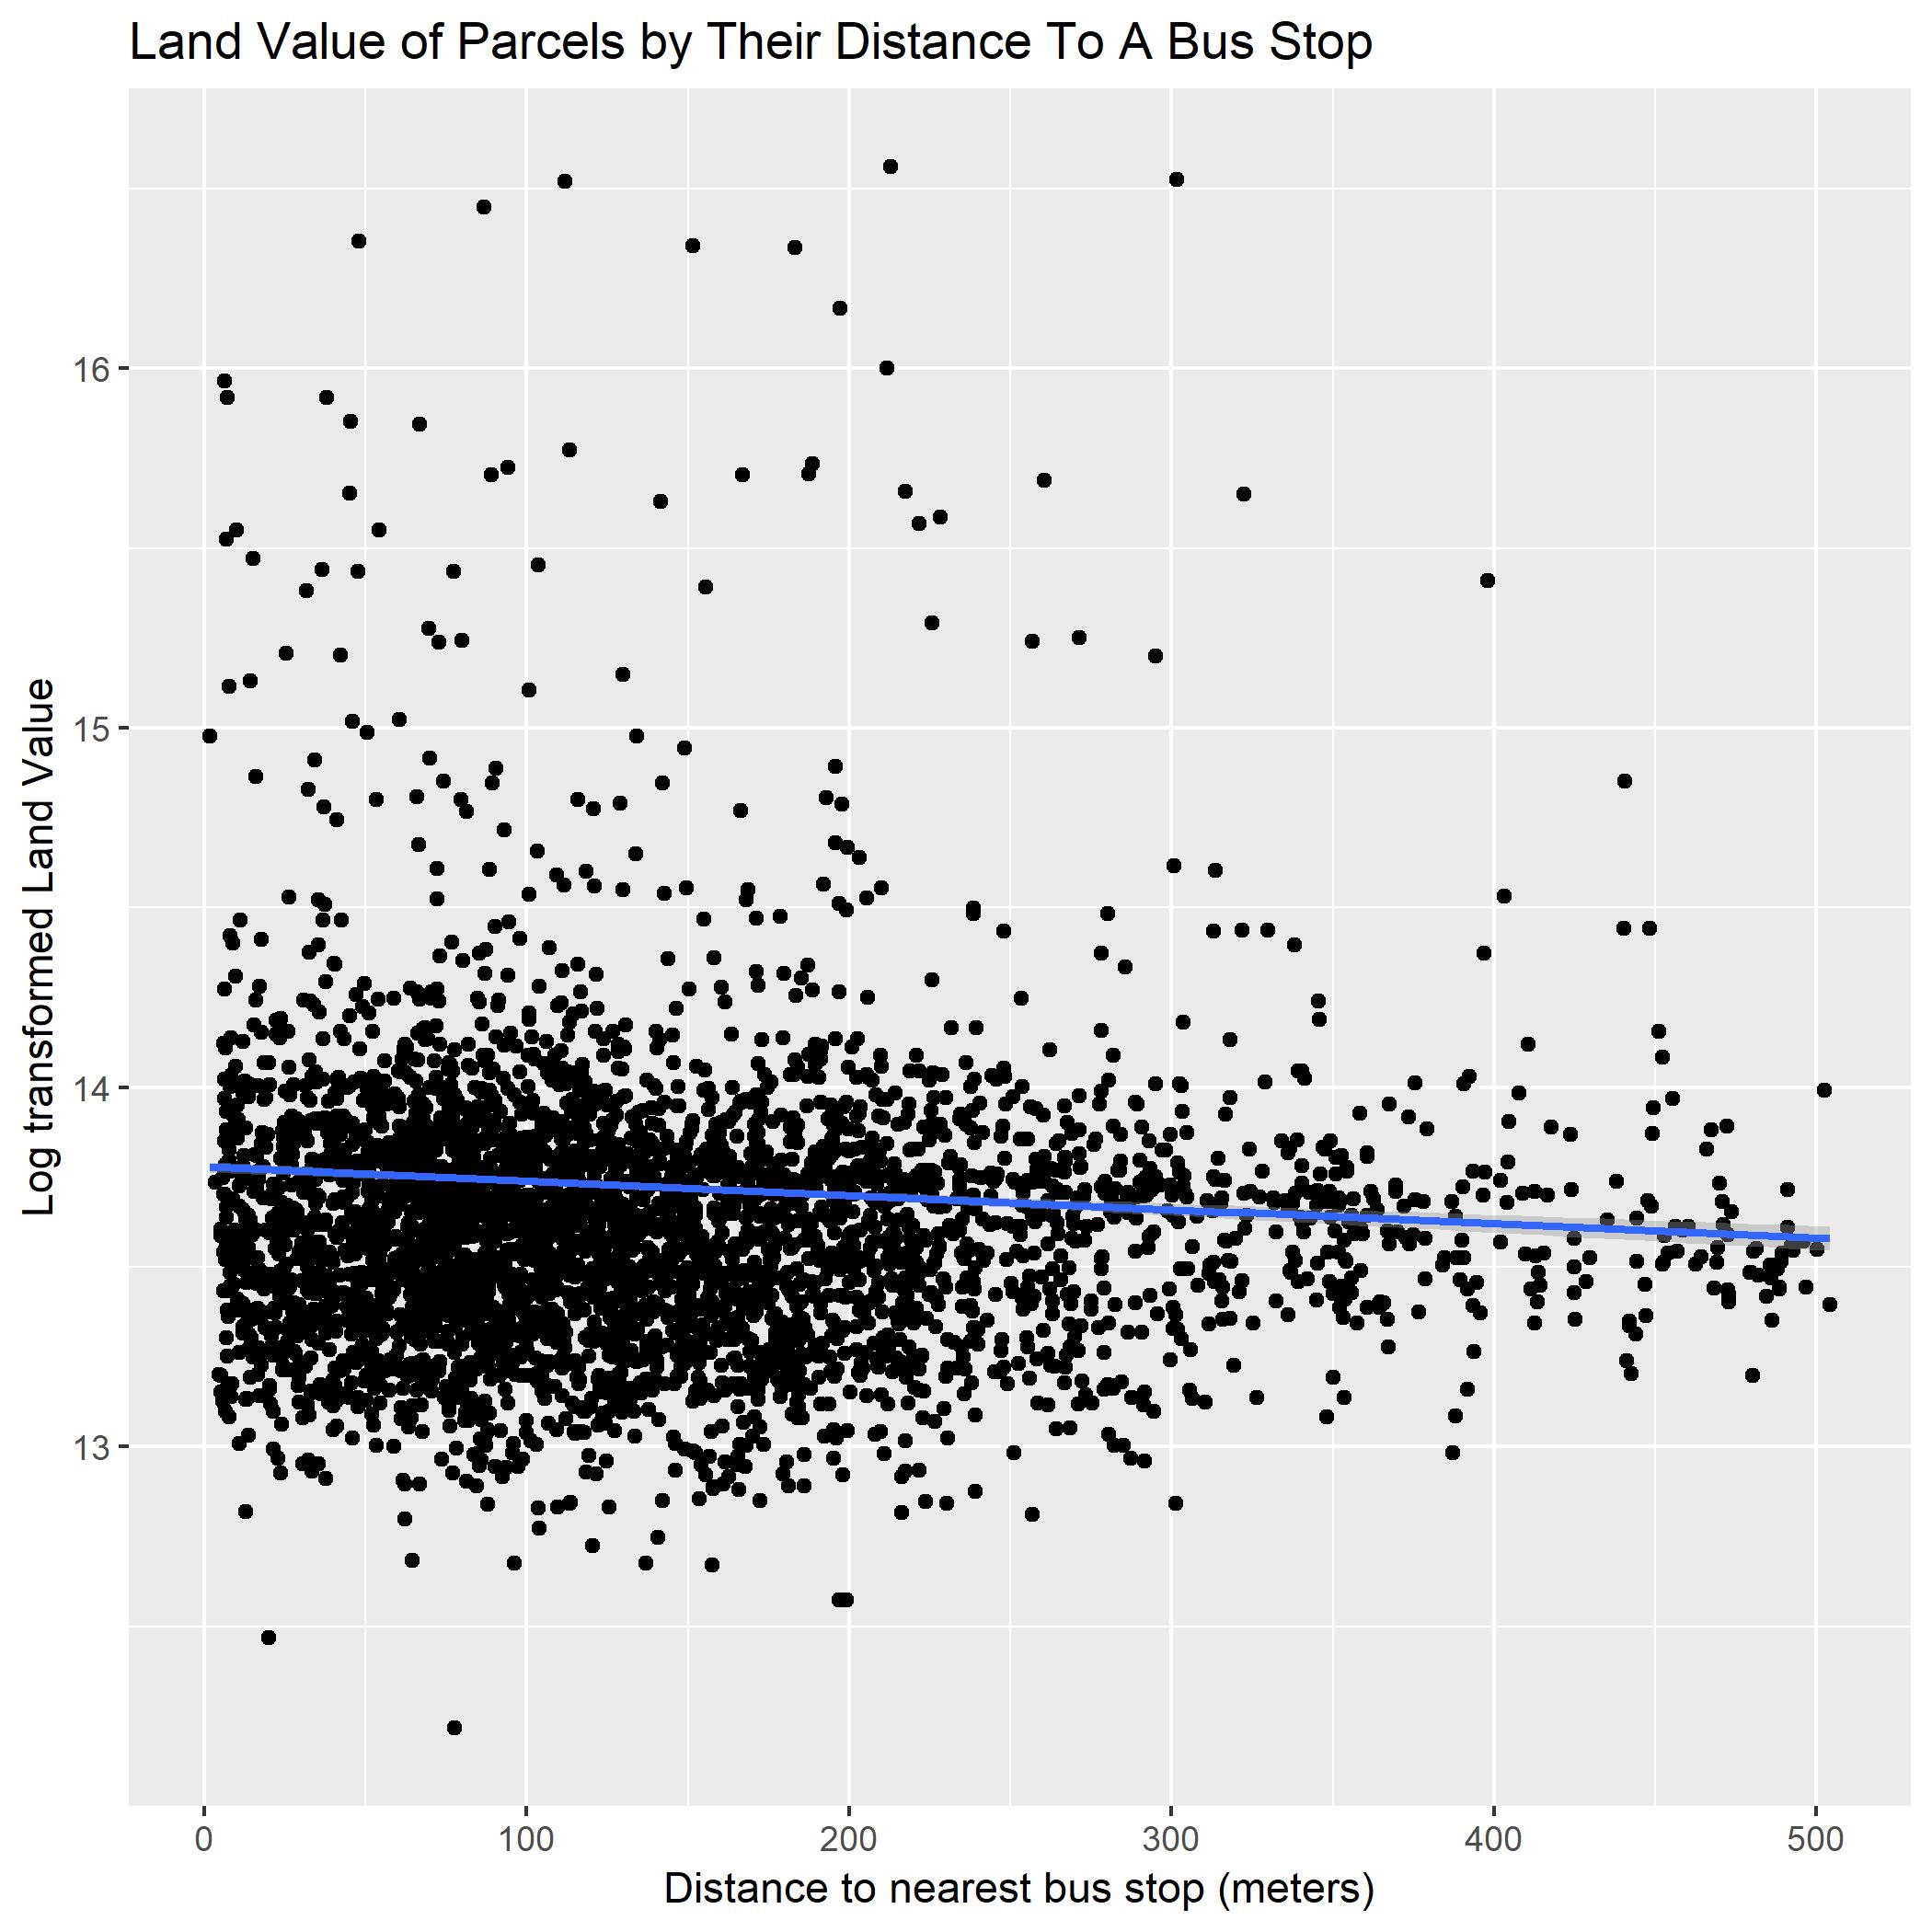 Land Value of Parcels by Their Distance To A Bus Stop
Log transformed Land Value
16
15
14
13
0 100 200 300 400 500
Distance to nearest bus stop (meters)